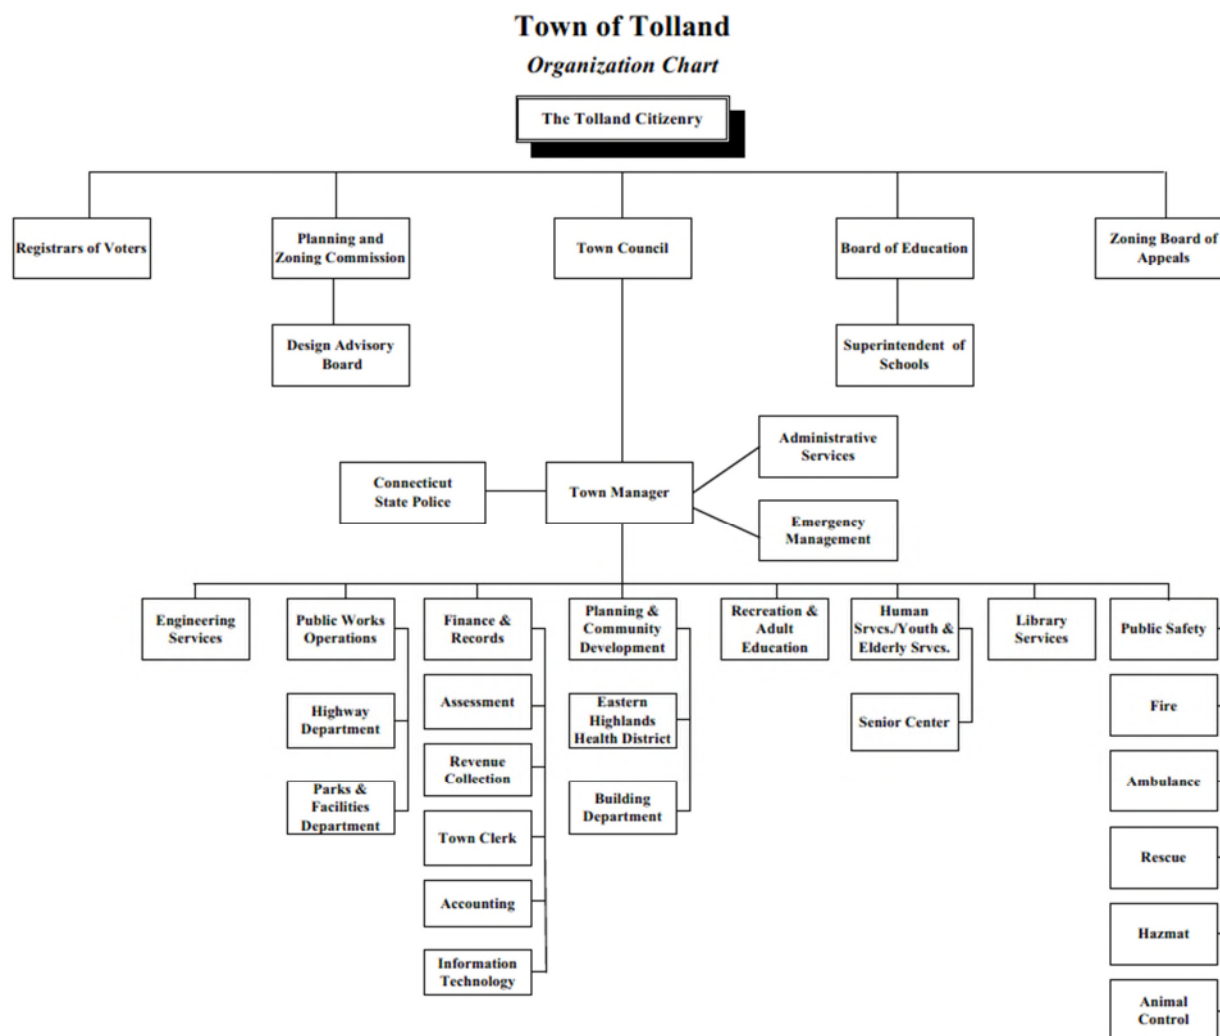 Town of Tolland
Organization Chart
The Tolland Citizenry
Registrars of Voters
Planning and
Zoning Commission
Town Council
Board of Education
Zoning Board of
Appeals
Design Advisory
Board
Superintendent of
Schools
Administrative
Services
Connecticut
State Police
Town Manager
Emergency
Management
Engineering
Services
Public Works
Operations
Finance &
Records
Planning &
Community
Development
Recreation &
Adult
Education
Human
Srvcs./Youth &
Elderly Srvcs.
Library
Services
Public Safety
Highway
Department
Assessment
Eastern
Highlands
Health District
Senior Center
Fire
Parks &
Facilities
Department
Revenue
Collection
Building
Department
Ambulance
Town Clerk
Rescue
Accounting
Hazmat
Information
Technology
Animal
Control